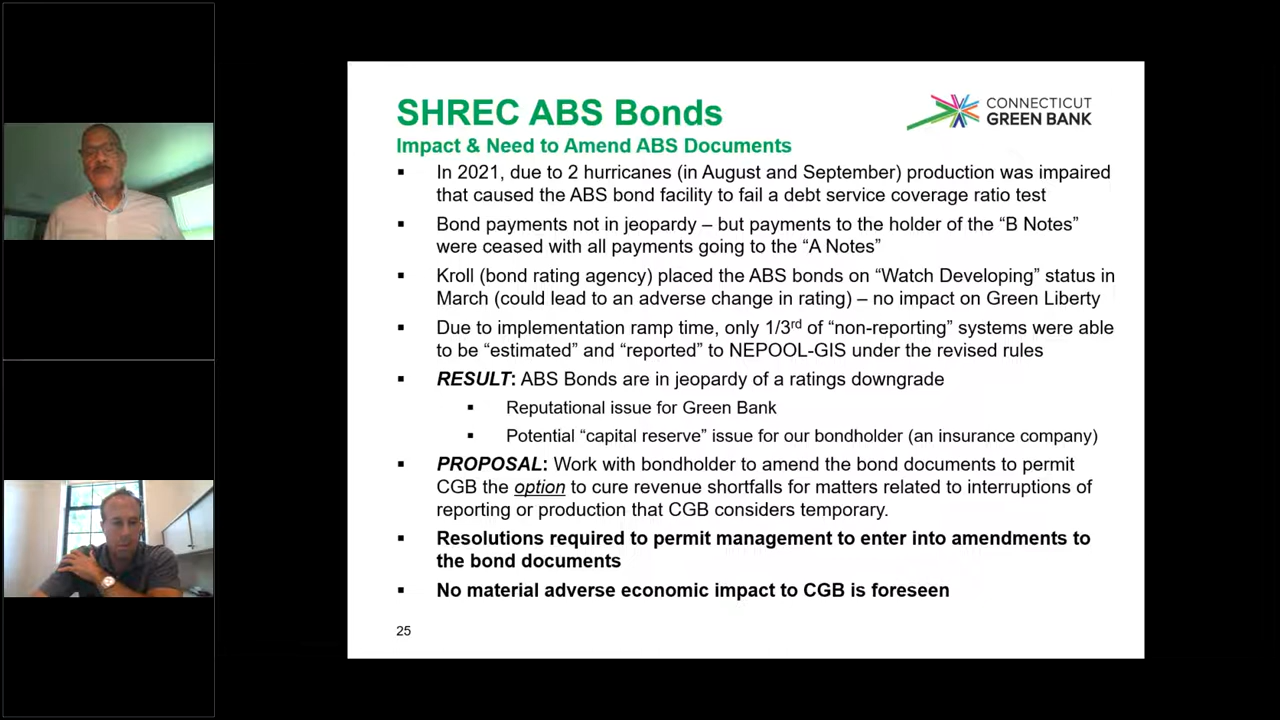 SHREC ABS Bonds
CONNECTICUT
GREEN BANK
Impact & Need to Amend ABS Documents
▪ In 2021, due to 2 hurricanes (in August and September) production was impaired
that caused the ABS bond facility to fail a debt service coverage ratio test
▪ Bond payments not in jeopardy – but payments to the holder of the “B Notes”
were ceased with all payments going to the “A Notes”
▪ Kroll (bond rating agency) placed the ABS bonds on “Watch Developing” status in
March (could lead to an adverse change in rating) – no impact on Green Liberty
▪ Due to implementation ramp time, only 1/3rd of “non-reporting” systems were able
to be “estimated” and “reported” to NEPOOL-GIS under the revised rules
▪ RESULT: ABS Bonds are in jeopardy of a ratings downgrade
▪ Reputational issue for Green Bank
▪ Potential “capital reserve” issue for our bondholder (an insurance company)
▪ PROPOSAL: Work with bondholder to amend the bond documents to permit
CGB the option to cure revenue shortfalls for matters related to interruptions of
reporting or production that CGB considers temporary.
▪ Resolutions required to permit management to enter into amendments to
the bond documents
▪ No material adverse economic impact to CGB is foreseen
25